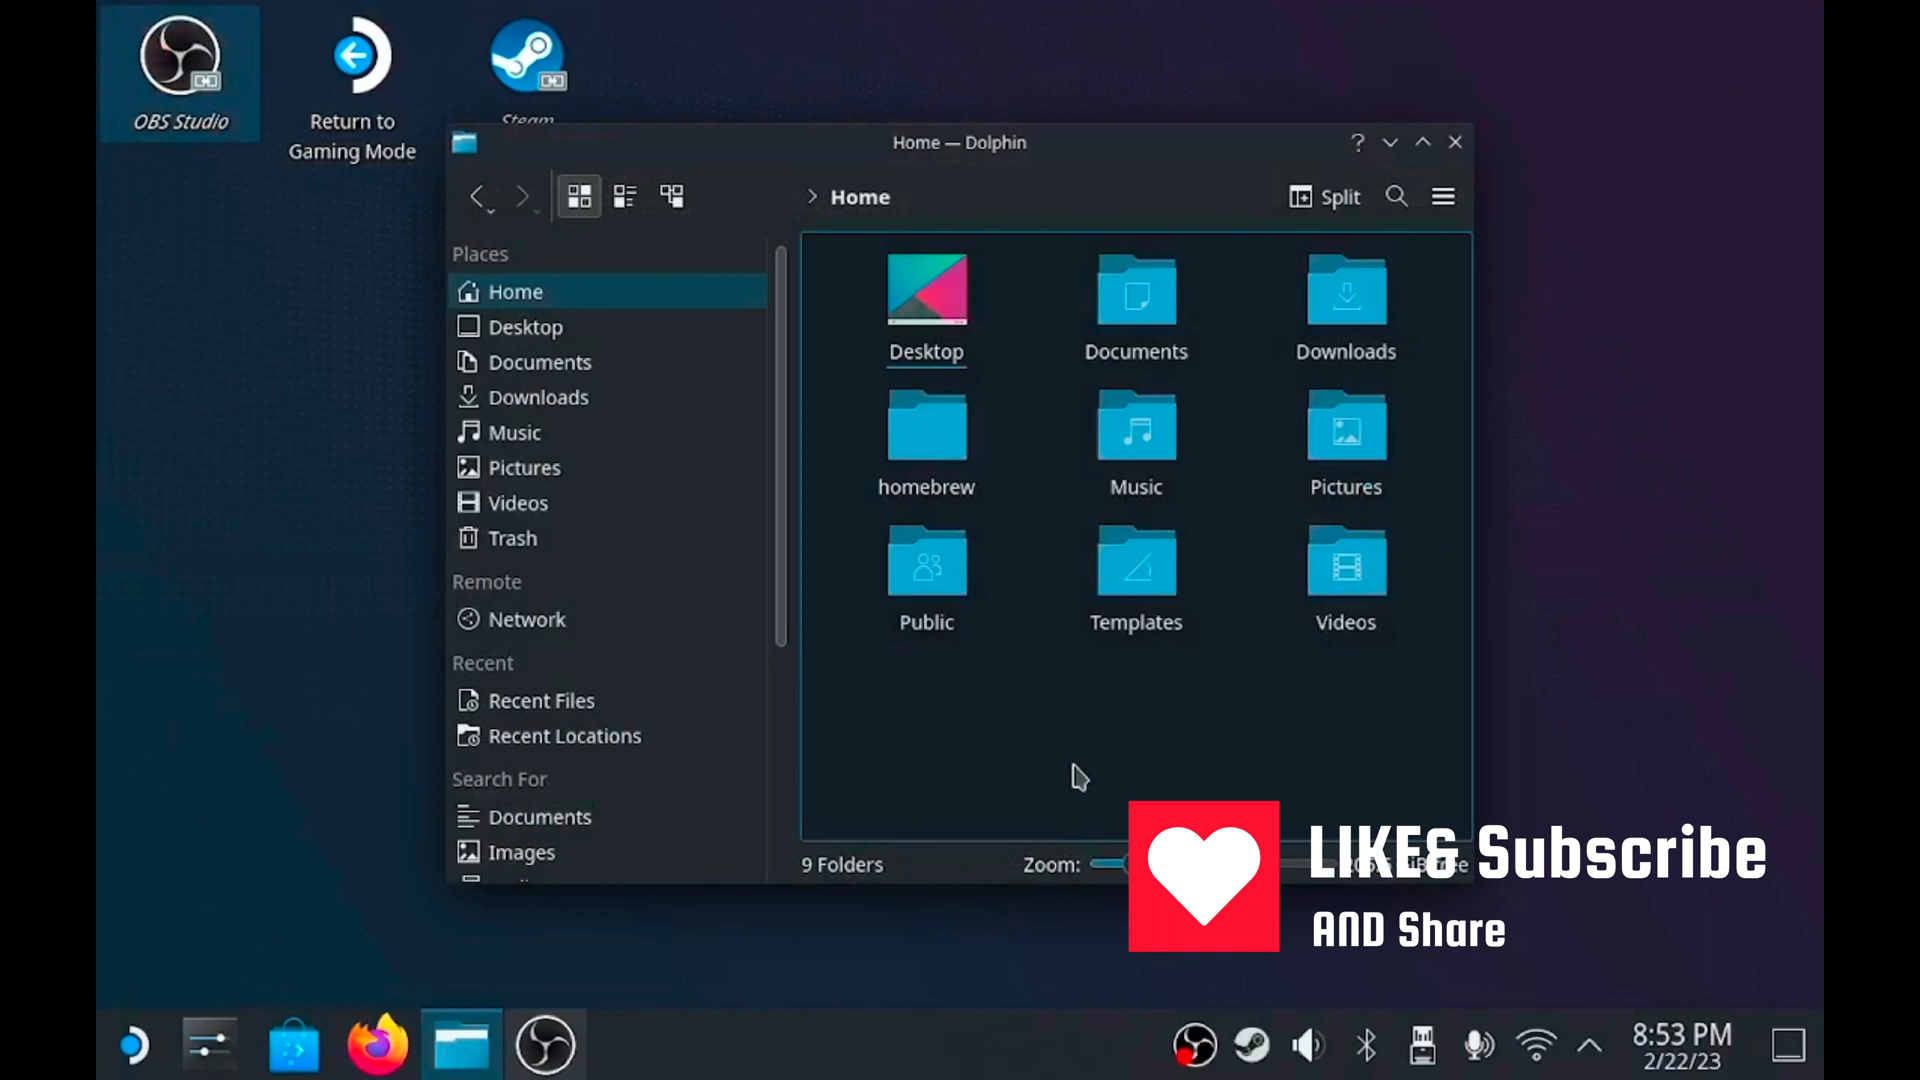 OBS Studio
Return to
Gaming Mode
Steam
Home — Dolphin
Home
Split
Places
Home
Desktop
Documents
Downloads
Music
Pictures
Videos
Trash
Remote
Network
Recent
Recent Files
Recent Locations
Search For
Documents
Images
Desktop
Documents
Downloads
homebrew
Music
Pictures
Public
Templates
Videos
9 Folders
Zoom:
LIKE& Subscribe
AND Share
8:53 PM
2/22/23